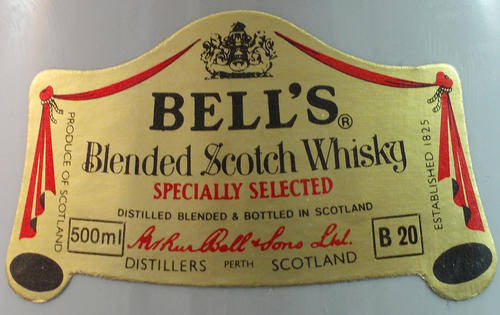 BELL'S®
Blended Scotch Whisky
SPECIALLY SELECTED
PRODUCE OF SCOTLAND
ESTABLISHED 1825
DISTILLED BLENDED & BOTTLED IN SCOTLAND
500ml
Arthur Bell & Sons Ltd.
B 20
DISTILLERS PERTH SCOTLAND